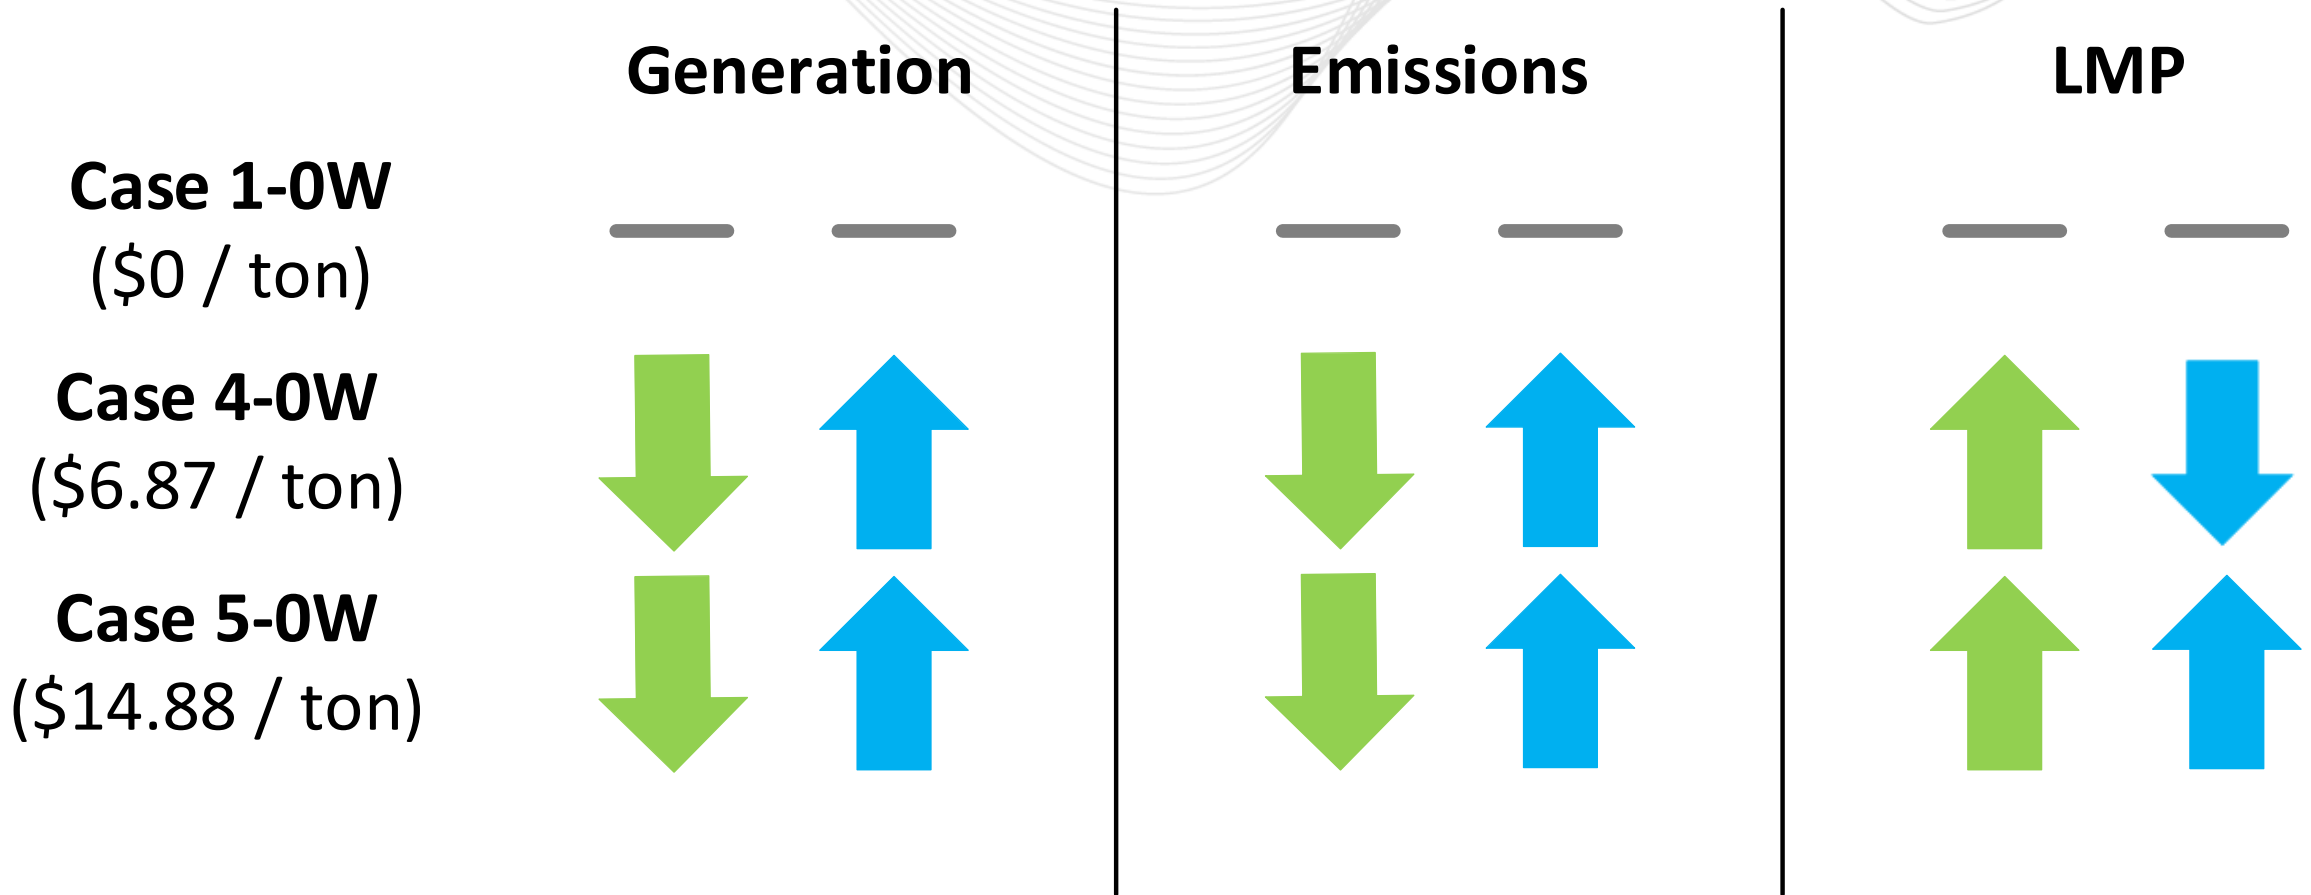 Generation Emissions LMP
Case 1-0W
($0 / ton)
Case 4-0W
($6.87 / ton)
Case 5-0W
($14.88 / ton)